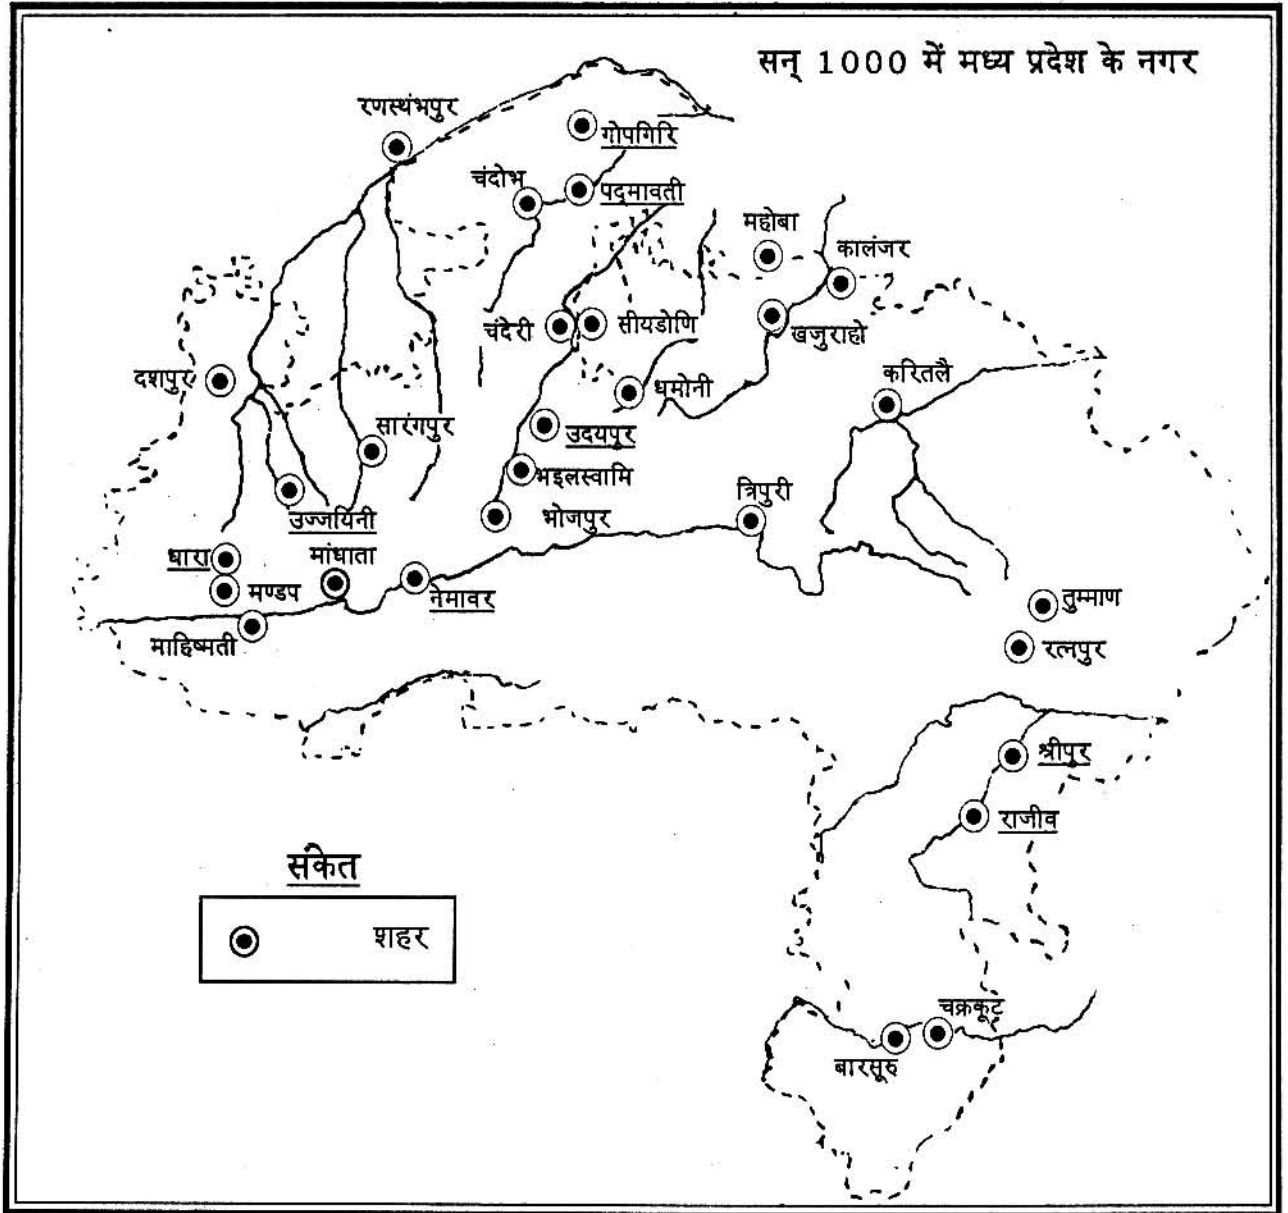 सन् 1000 में मध्य प्रदेश के नगर
रणस्थंभपुर
गोपगिरि
चंदोभ
पद्मावती
महोबा
कालंजर
चंदेरी
सीयडोणि
खजुराहो
दशपुर
धमोनी
करितलै
सारंगपुर
उदयपुर
भइलस्वामि
त्रिपुरी
उज्जयिनी
भोजपुर
धारा
मांधाता
मण्डप
नेमावर
तुम्माण
माहिष्मती
रत्नपुर
श्रीपुर
राजीव
संकेत
शहर
चक्रकूट
बारसूरु